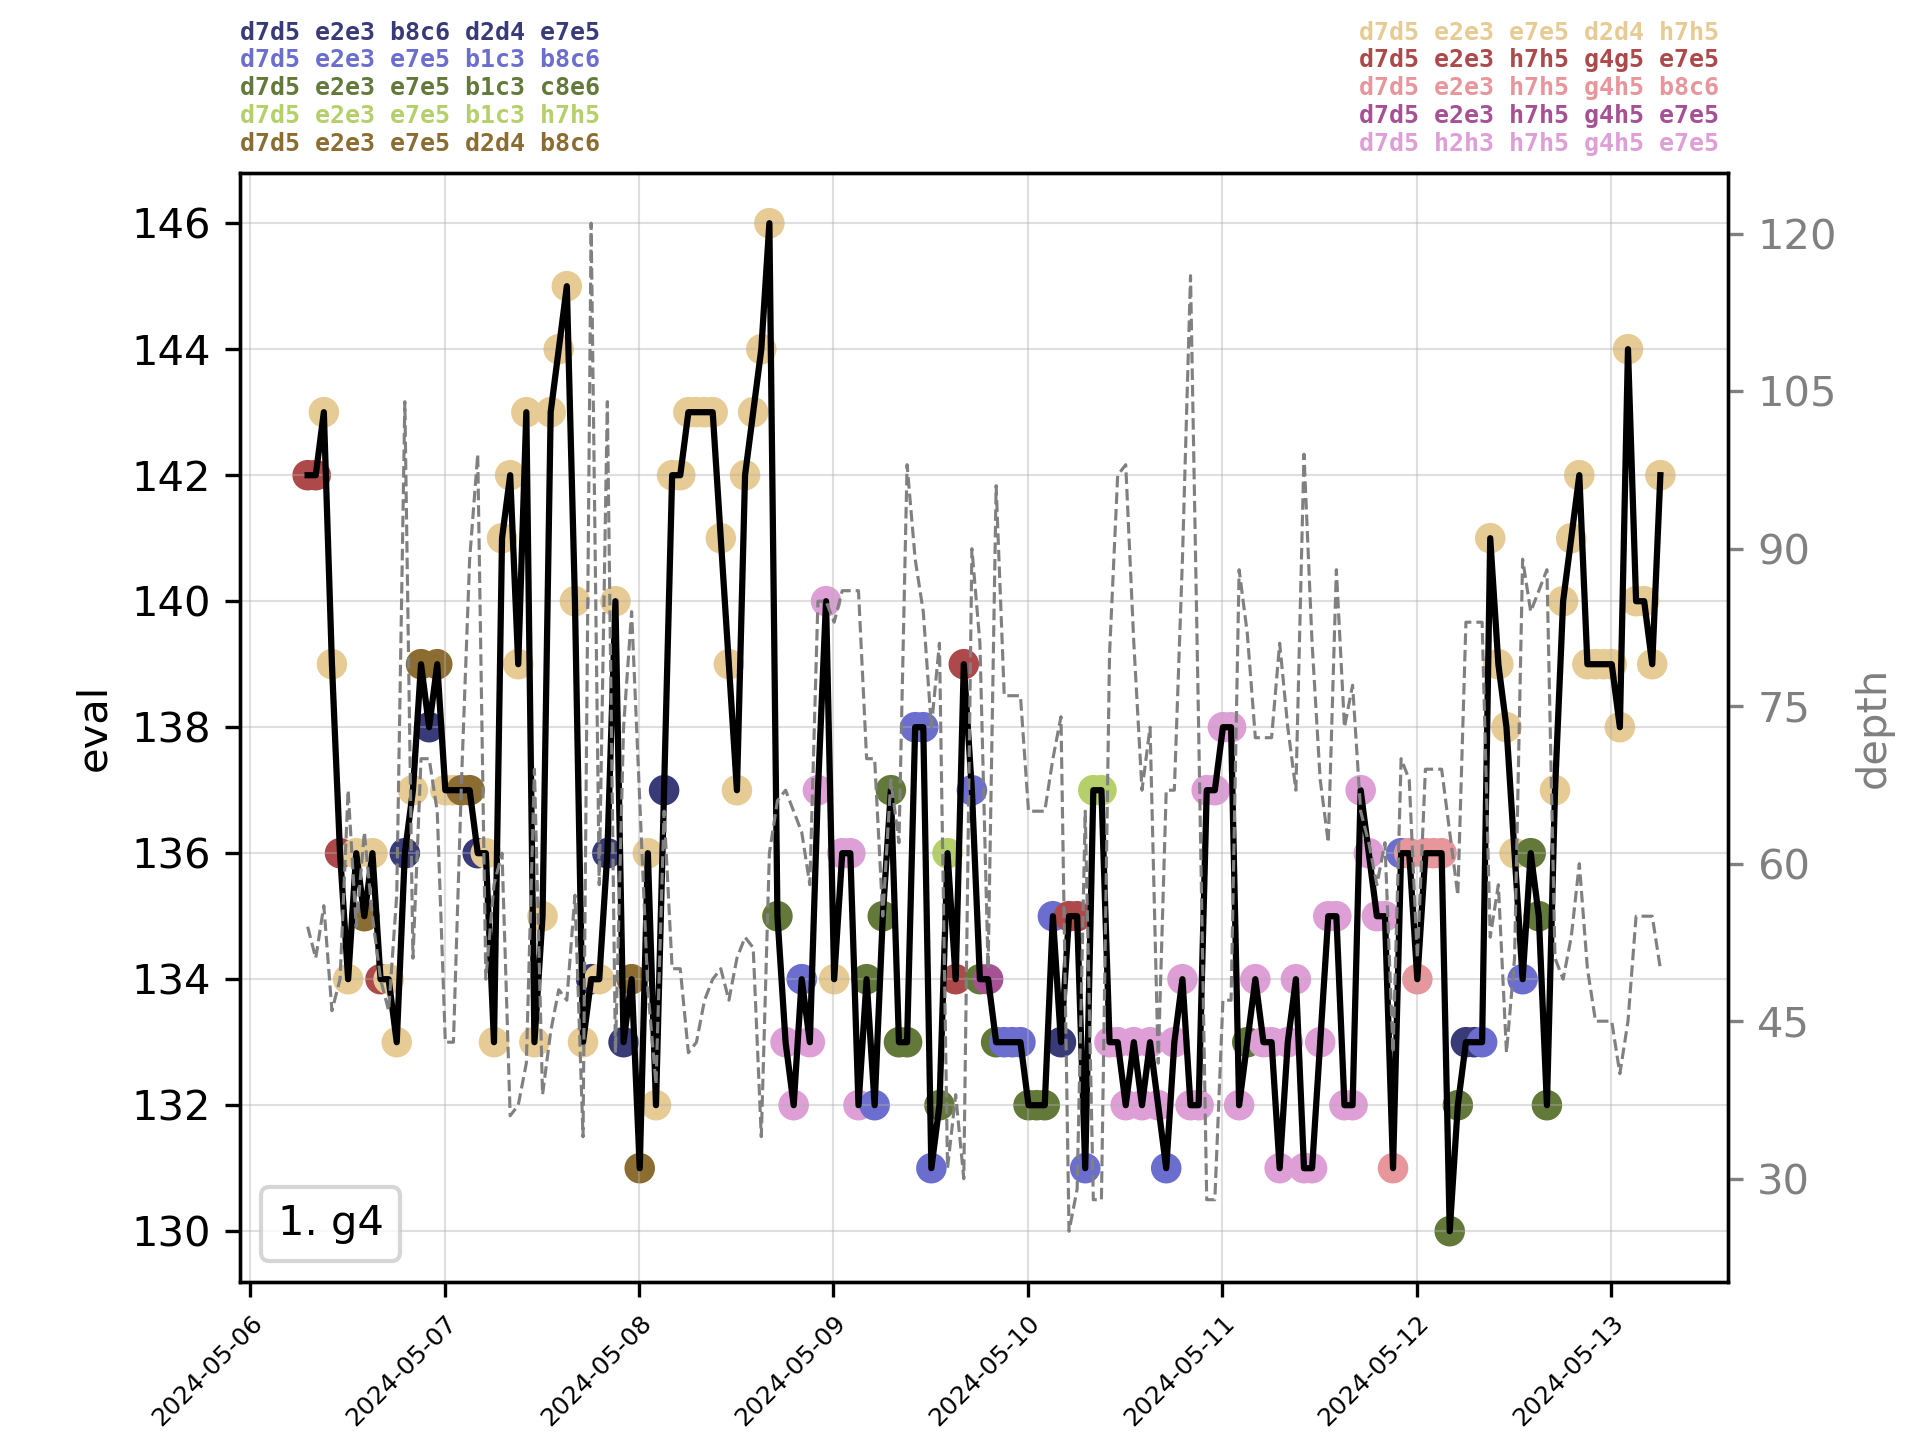 d7d5 e2e3 b8c6 d2d4 e7e5
d7d5 e2e3 e7e5 b1c3 b8c6
d7d5 e2e3 e7e5 b1c3 c8e6
d7d5 e2e3 e7e5 b1c3 h7h5
d7d5 e2e3 e7e5 d2d4 b8c6
d7d5 e2e3 e7e5 d2d4 h7h5
d7d5 e2e3 h7h5 g4g5 e7e5
d7d5 e2e3 h7h5 g4h5 b8c6
d7d5 e2e3 h7h5 g4h5 e7e5
d7d5 h2h3 h7h5 g4h5 e7e5
146
144
142
140
138
136
134
132
130
eval
120
105
90
75
60
45
30
depth
1. g4
2024-05-06
2024-05-07
2024-05-08
2024-05-09
2024-05-10
2024-05-11
2024-05-12
2024-05-13